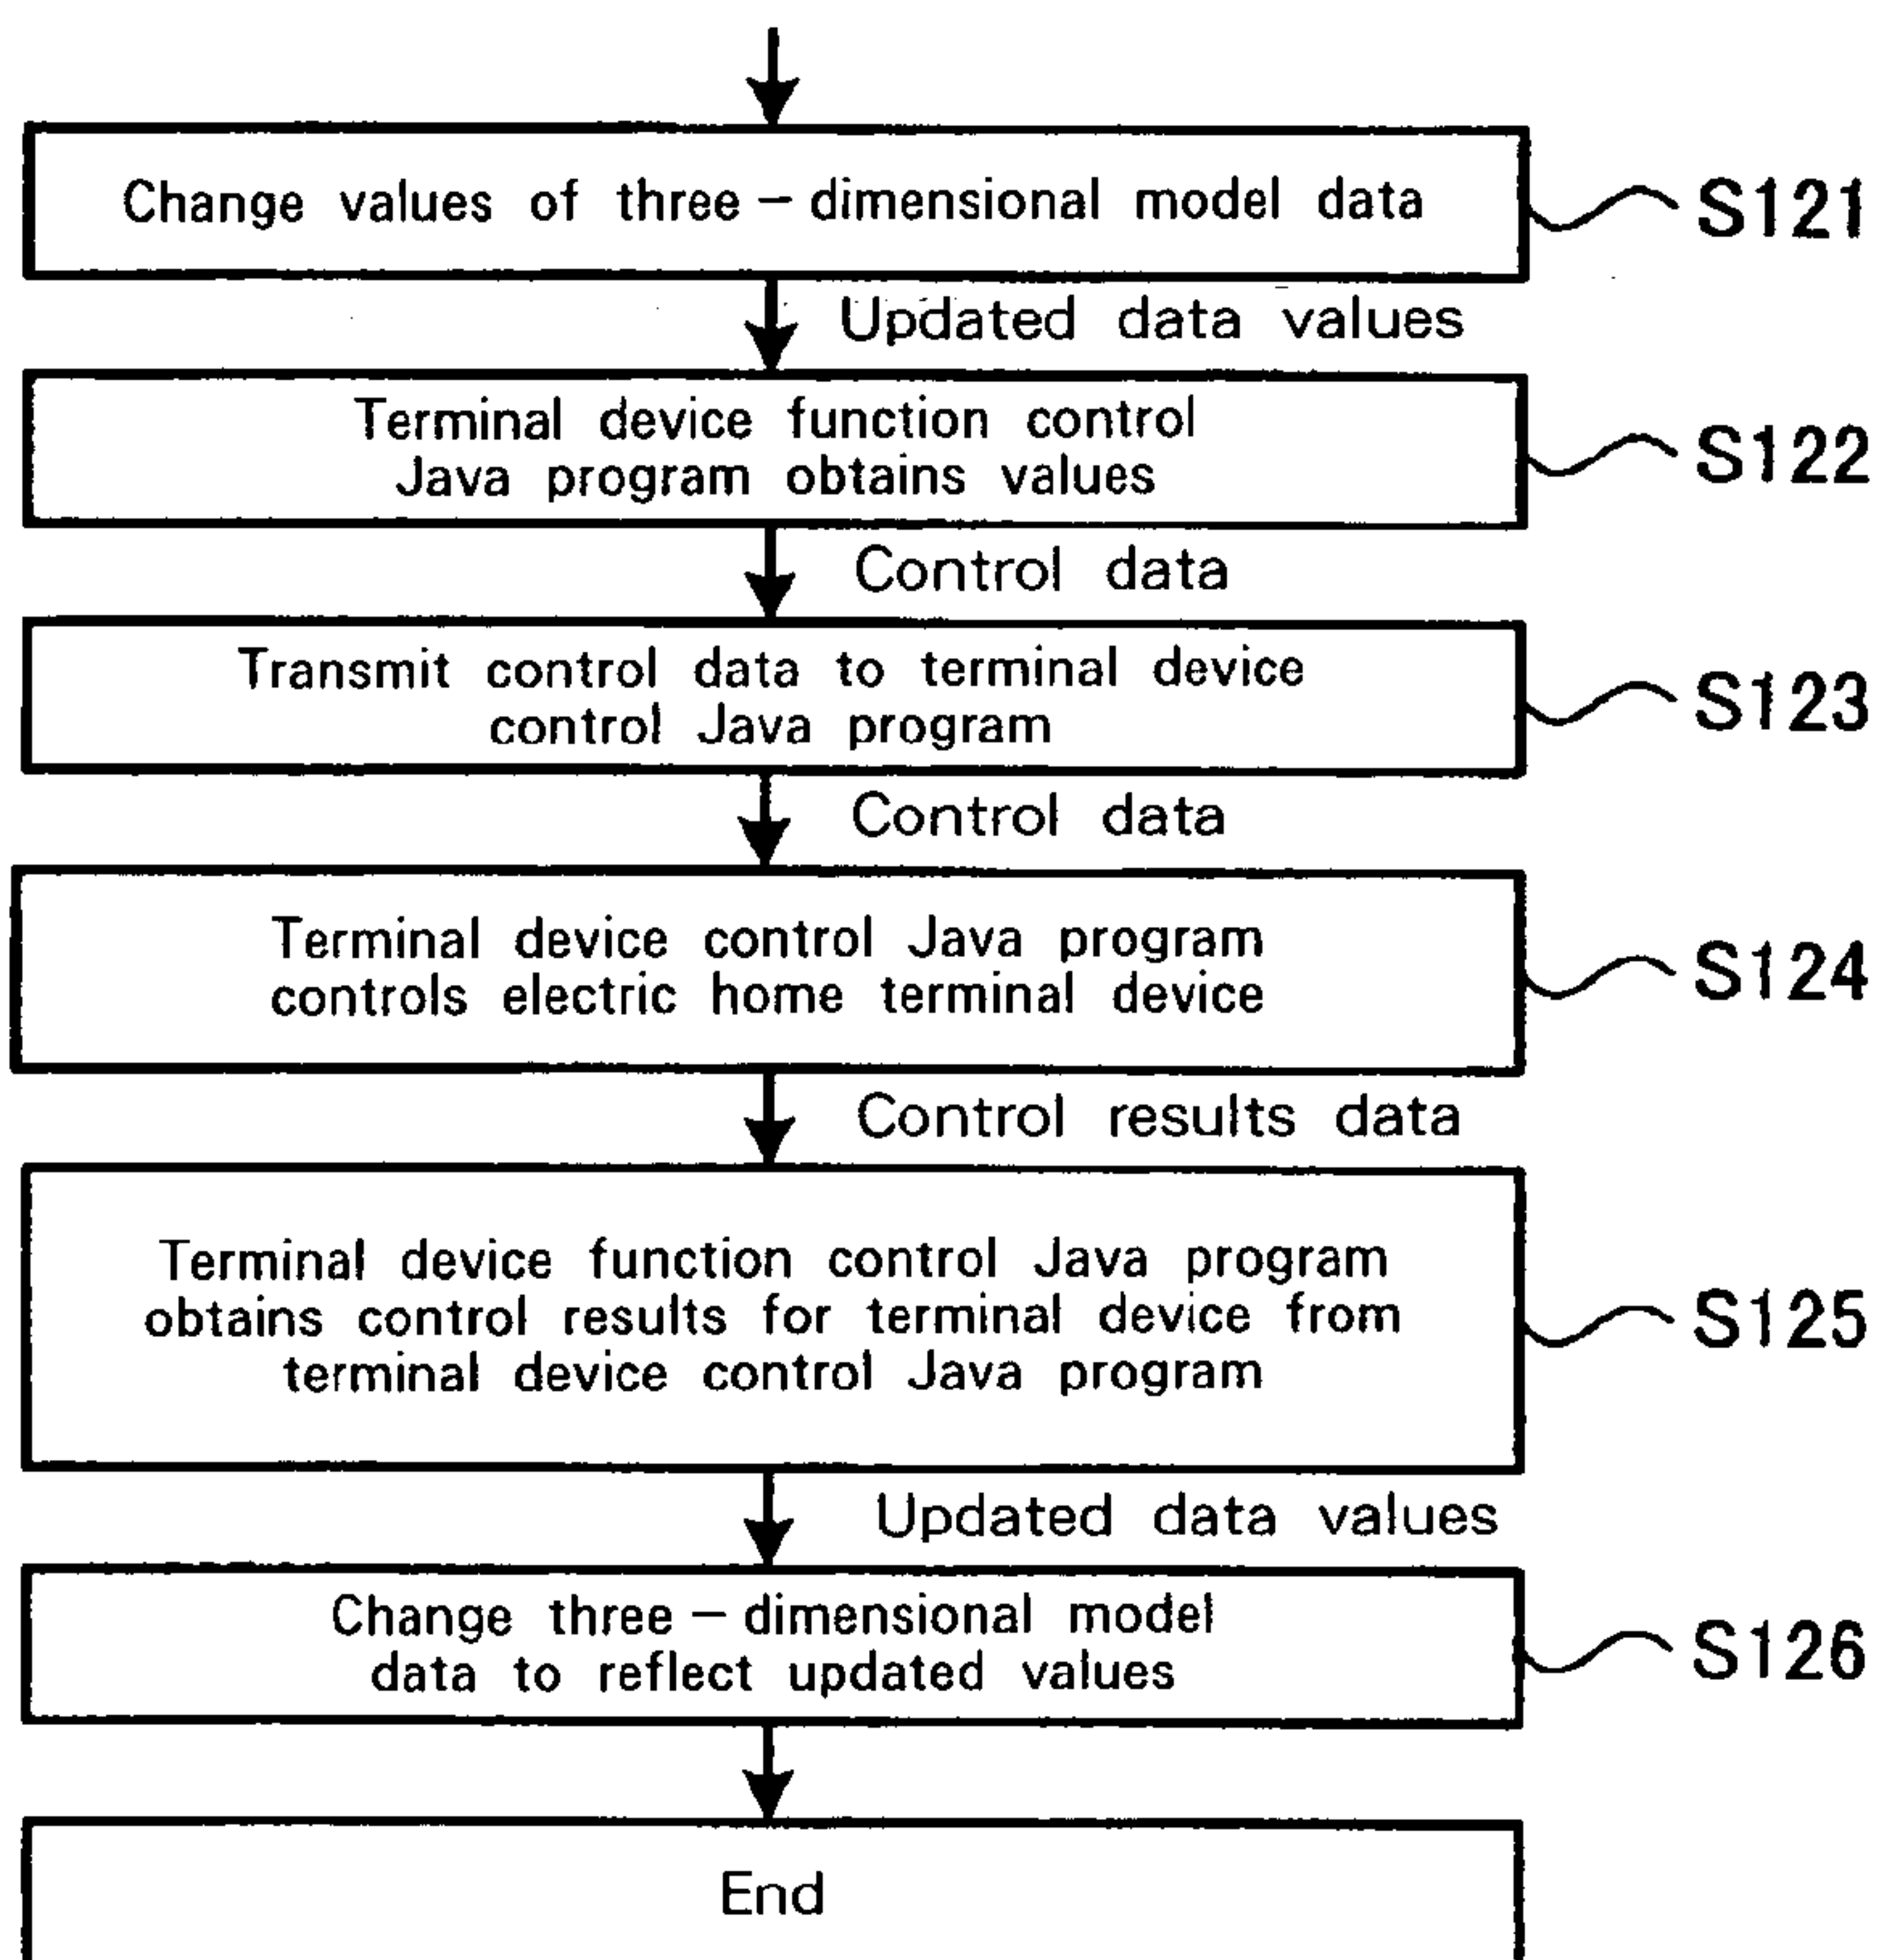 Change values of three-dimensional model data
S121
Updated data values
Terminal device function control
Java program obtains values
S122
Control data
Transmit control data to terminal device
control Java program
S123
Control data
Terminal device control Java program
controls electric home terminal device
S124
Control results data
Terminal device function control Java program
obtains control results for terminal device from
terminal device control Java program
S125
Updated data values
Change three-dimensional model
data to reflect updated values
S126
End